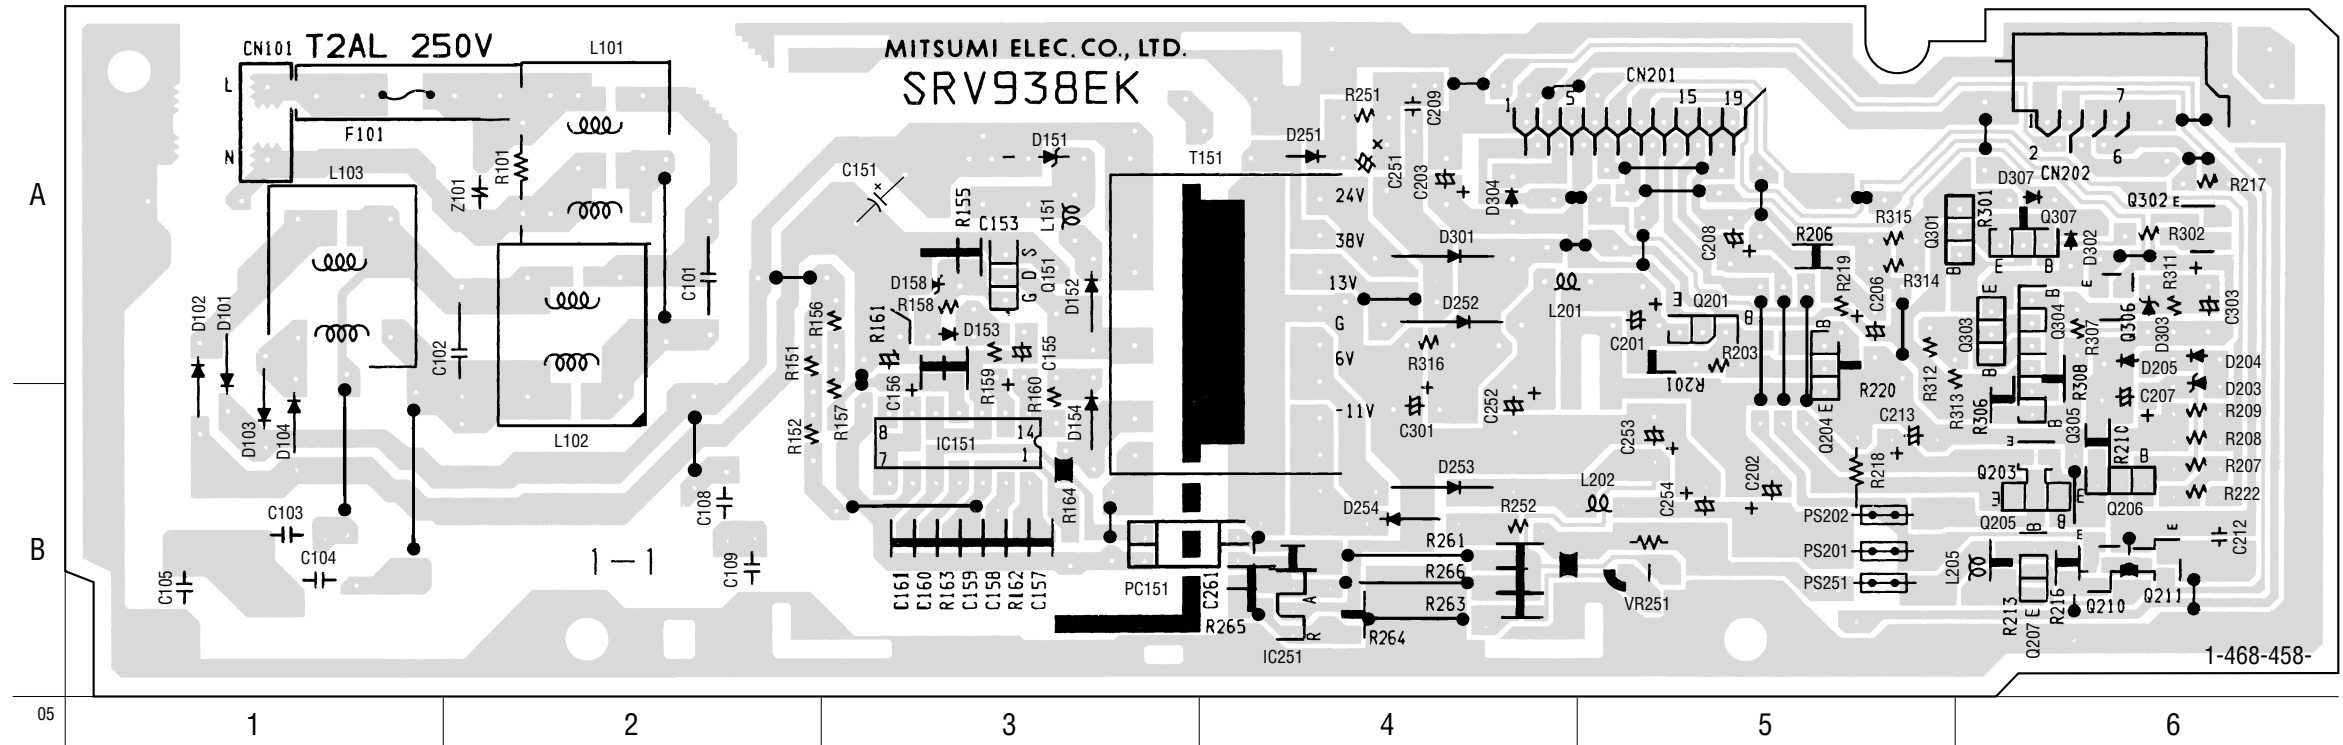 CN101
T2AL 250V
L101
MITSUMI ELEC. CO., LTD.
SRV938EK
L
N
F101
L103
Z101
R101
C151
D151
T151
D251
R251
C209
C251
C203
D304
1
5
CN201
15
19
1
7
2
6
CN202
D307
R217
Q302 E
A
R155
C153
L151
S
D
G
Q151
24V
38V
13V
G
6V
-11V
D301
D252
C208
R206
R315
R314
Q301
B
R301
Q307
E
B
D302
R302
R311
E
C303
D102
D101
C102
C101
R156
R161
D158
R158
D153
D152
L201
Q201
E
B
C201
R203
R201
R219
C206
B
Q303
E
B
Q304
B
R307
Q306
D303
D204
D205
D203
R151
C156
R159
C155
R160
R316
R312
R313
R220
R308
C207
R209
D103
D104
L102
R152
R157
8
7
IC151
14
1
D154
C301
C252
C253
Q204 E
C213
R306
E
B
Q305
R210
B
R208
R207
R222
R164
D253
D254
R252
L202
C254
C202
R218
PS202
PS201
PS251
Q203
E
E
Q205
B
B
Q206
E
C212
B
C103
C104
C105
1-1
C108
C109
C161
C160
R163
C159
C158
R162
C157
PC151
C261
R265
A
R
IC251
R261
R266
R263
R264
VR251
L205
R213
Q207 E
R216
E
Q210
Q211
1-468-458-
05
1
2
3
4
5
6